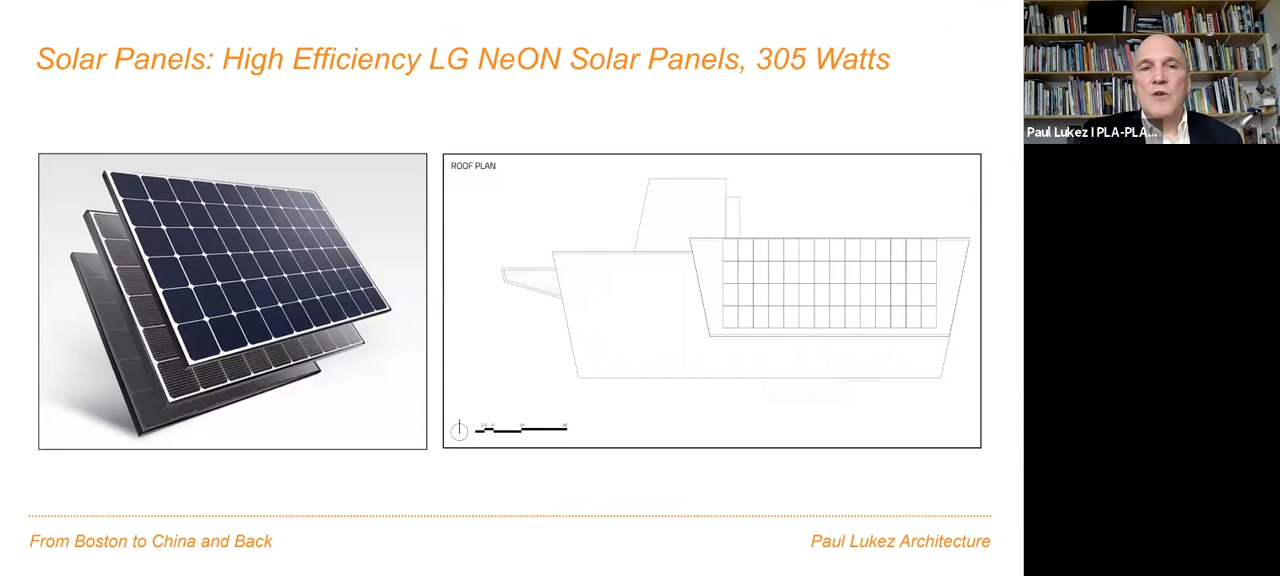 Solar Panels: High Efficiency LG NeON Solar Panels, 305 Watts
Paul Lukez I PLA-PLA...
ROOF PLAN
From Boston to China and Back
Paul Lukez Architecture